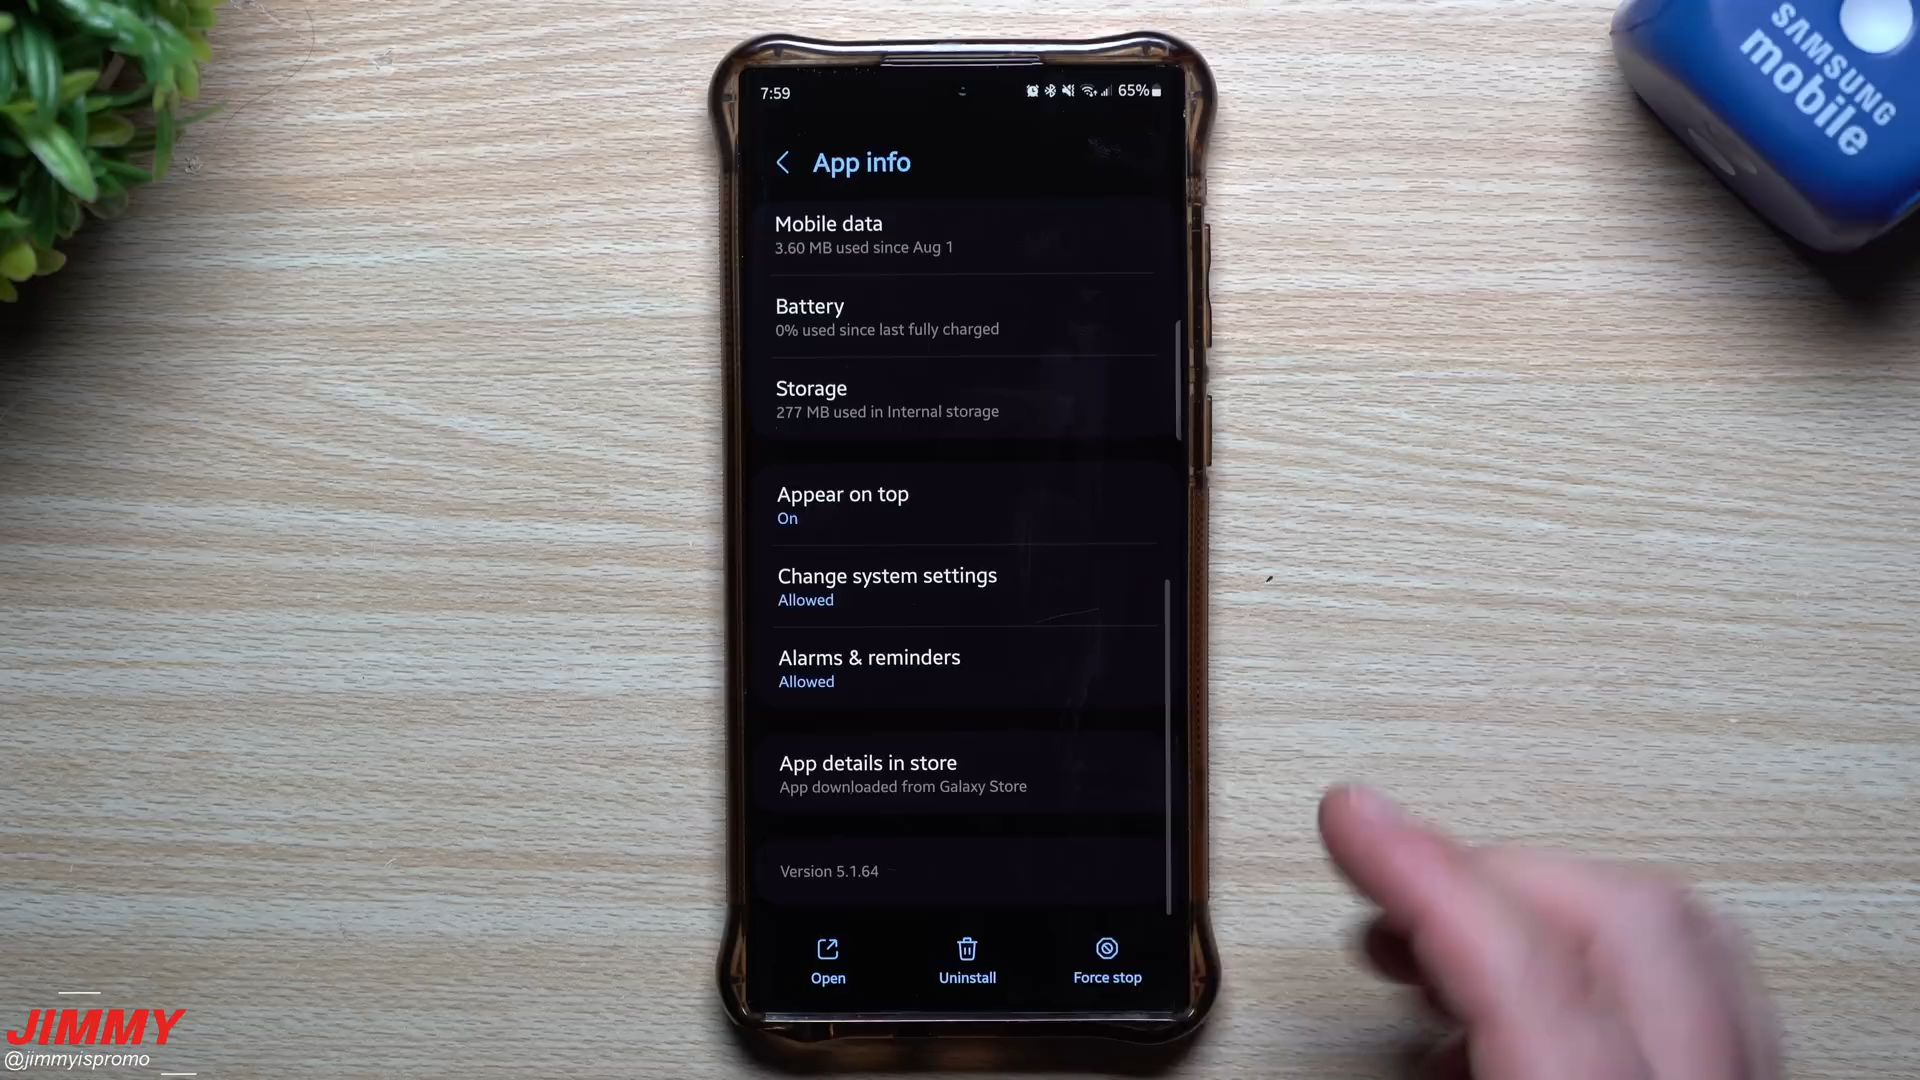 SAMSUNG
mobile
7:59
65%
App info
Mobile data
3.60 MB used since Aug 1
Battery
0% used since last fully charged
Storage
277 MB used in Internal storage
Appear on top
On
Change system settings
Allowed
Alarms & reminders
Allowed
App details in store
App downloaded from Galaxy Store
Version 5.1.64
Open
Uninstall
Force stop
JIMMY
@jimmyispromo